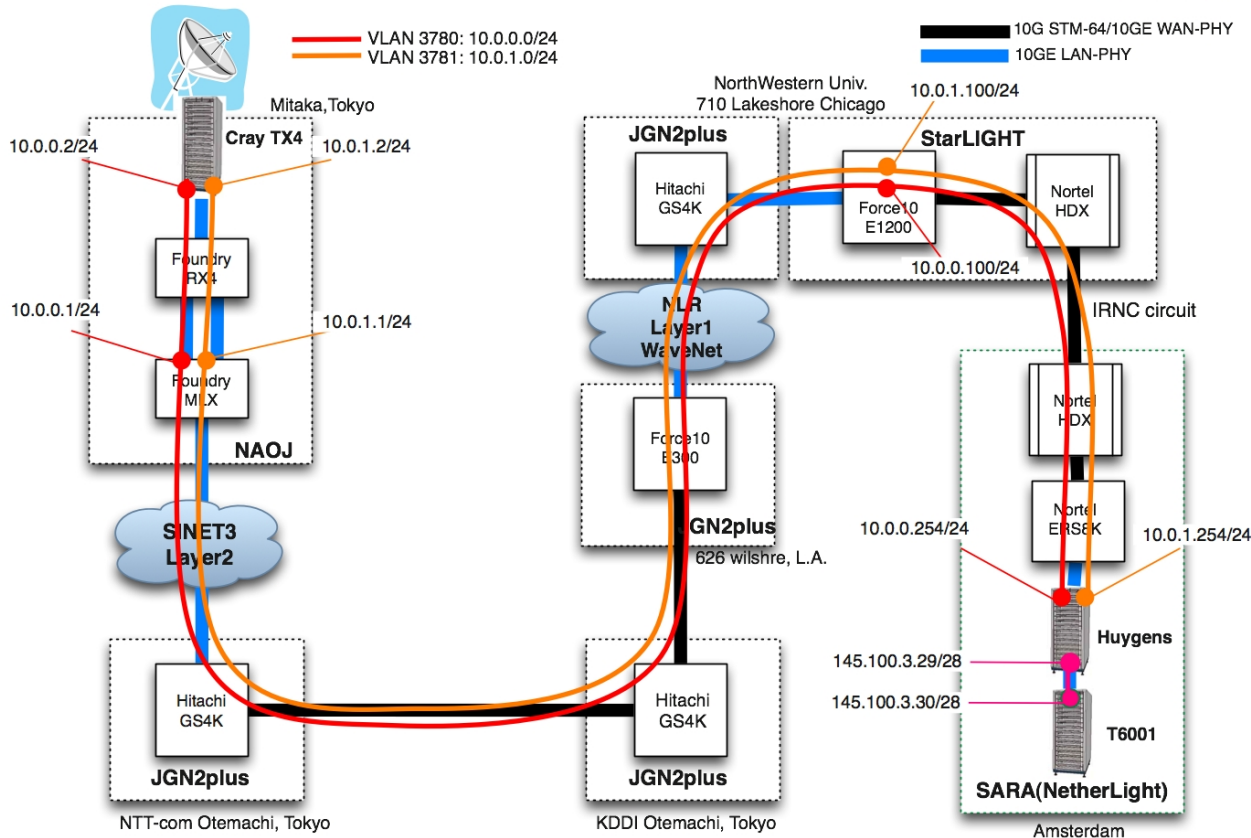 VLAN 3780: 10.0.0.0/24
VLAN 3781: 10.0.1.0/24
10G STM-64/10GE WAN-PHY
10GE LAN-PHY
Mitaka,Tokyo
Cray TX4
10.0.0.2/24
10.0.1.2/24
Foundry
RX4
10.0.0.1/24
10.0.1.1/24
Foundry
MLX
NAOJ
SINET3
Layer2
Hitachi
GS4K
JGN2plus
NTT-com Otemachi, Tokyo
Hitachi
GS4K
JGN2plus
KDDI Otemachi, Tokyo
Force10
E300
GN2plus
626 wilshre, L.A.
NLR
Layer1
WaveNet
NorthWestern Univ.
710 Lakeshore Chicago
JGN2plus
Hitachi
GS4K
10.0.1.100/24
StarLIGHT
Force10
E1200
10.0.0.100/24
Nortel
HDX
IRNC circuit
Nortel
HDX
Nortel
ERS8K
10.0.0.254/24
10.0.1.254/24
Huygens
145.100.3.29/28
145.100.3.30/28
T6001
SARA(NetherLight)
Amsterdam